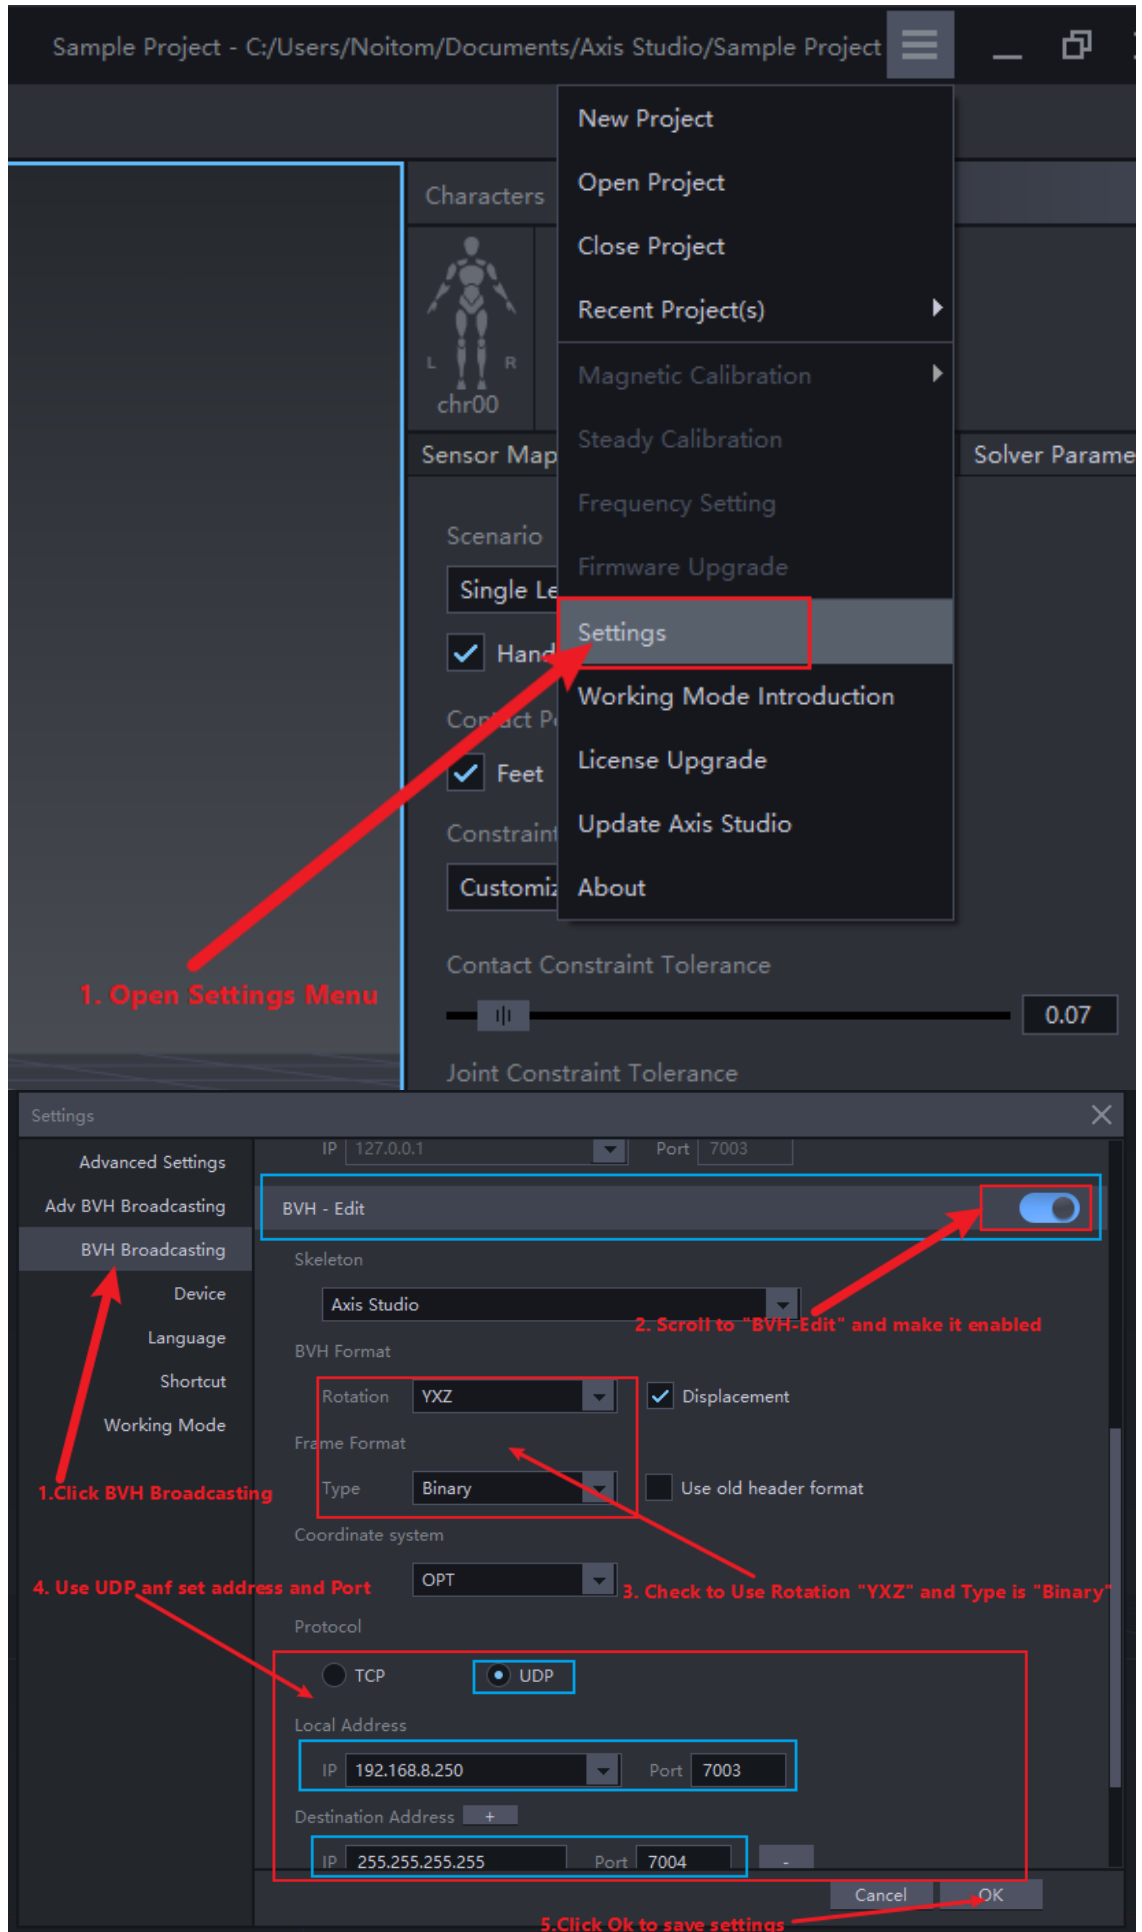 Sample Project - C:/Users/Noitom/Documents/Axis Studio/Sample Project
New Project
Open Project
Close Project
Recent Project(s)
Magnetic Calibration
Steady Calibration
Frequency Setting
Firmware Upgrade
Settings
Working Mode Introduction
License Upgrade
Update Axis Studio
About
Characters
L R
chr00
Sensor Map
Solver Parame
Scenario
Single Le
Hand
Contact P
Feet
Constraint
Customiz
1. Open Settings Menu
Contact Constraint Tolerance
0.07
Joint Constraint Tolerance
Settings
Advanced Settings
Adv BVH Broadcasting
BVH Broadcasting
Device
Language
Shortcut
Working Mode
1.Click BVH Broadcasting
IP 127.0.0.1 Port 7003
BVH - Edit
Skeleton
Axis Studio
2. Scroll to "BVH-Edit" and make it enabled
BVH Format
Rotation YXZ Displacement
Frame Format
Type Binary Use old header format
Coordinate system
OPT
3. Check to Use Rotation "YXZ" and Type is "Binary"
4. Use UDP anf set address and Port
Protocol
TCP UDP
Local Address
IP 192.168.8.250 Port 7003
Destination Address +
IP 255.255.255.255 Port 7004 -
Cancel OK
5.Click Ok to save settings